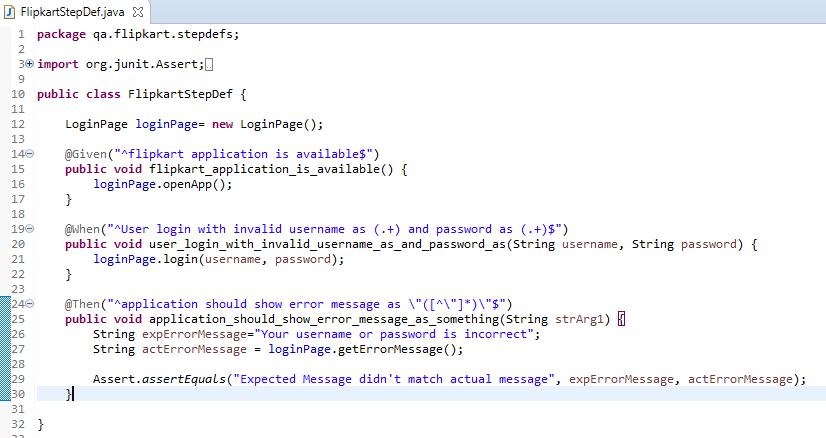 FlipkartStepDef.java
1 package qa.flipkart.stepdefs;
2
3 import org.junit.Assert;
9
10 public class FlipkartStepDef {
11
12     LoginPage loginPage= new LoginPage();
13
14     @Given("^flipkart application is available$")
15     public void flipkart_application_is_available() {
16         loginPage.openApp();
17     }
18
19     @When("^User login with invalid username as (.+) and password as (.+)$")
20     public void user_login_with_invalid_username_as_and_password_as(String username, String password) {
21         loginPage.login(username, password);
22     }
23
24     @Then("^application should show error message as \"([^\"]*)\"$")
25     public void application_should_show_error_message_as_something(String strArg1) {
26         String expErrorMessage="Your username or password is incorrect";
27         String actErrorMessage = loginPage.getErrorMessage();
28
29         Assert.assertEquals("Expected Message didn't match actual message", expErrorMessage, actErrorMessage);
30     }
31
32 }